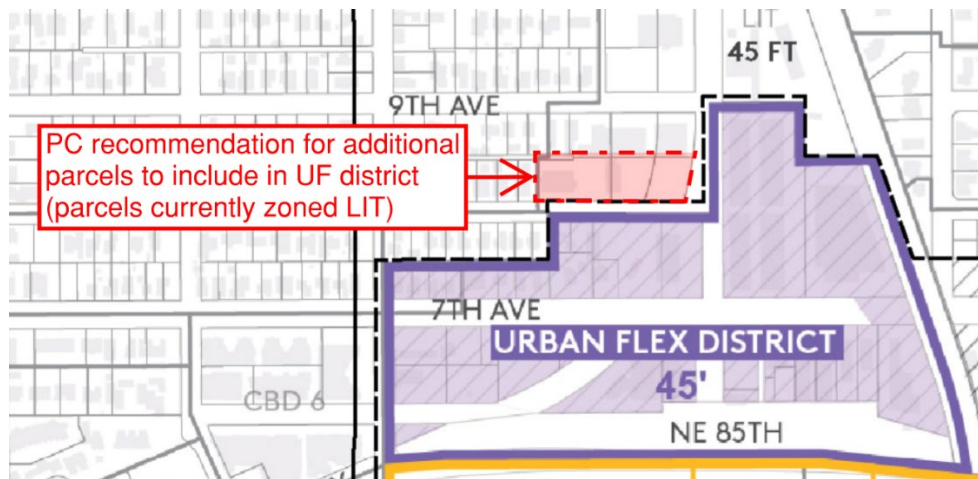 LIT
45 FT
9TH AVE
PC recommendation for additional
parcels to include in UF district
(parcels currently zoned LIT)
7TH AVE
URBAN FLEX DISTRICT
45'
CBD 6
NE 85TH